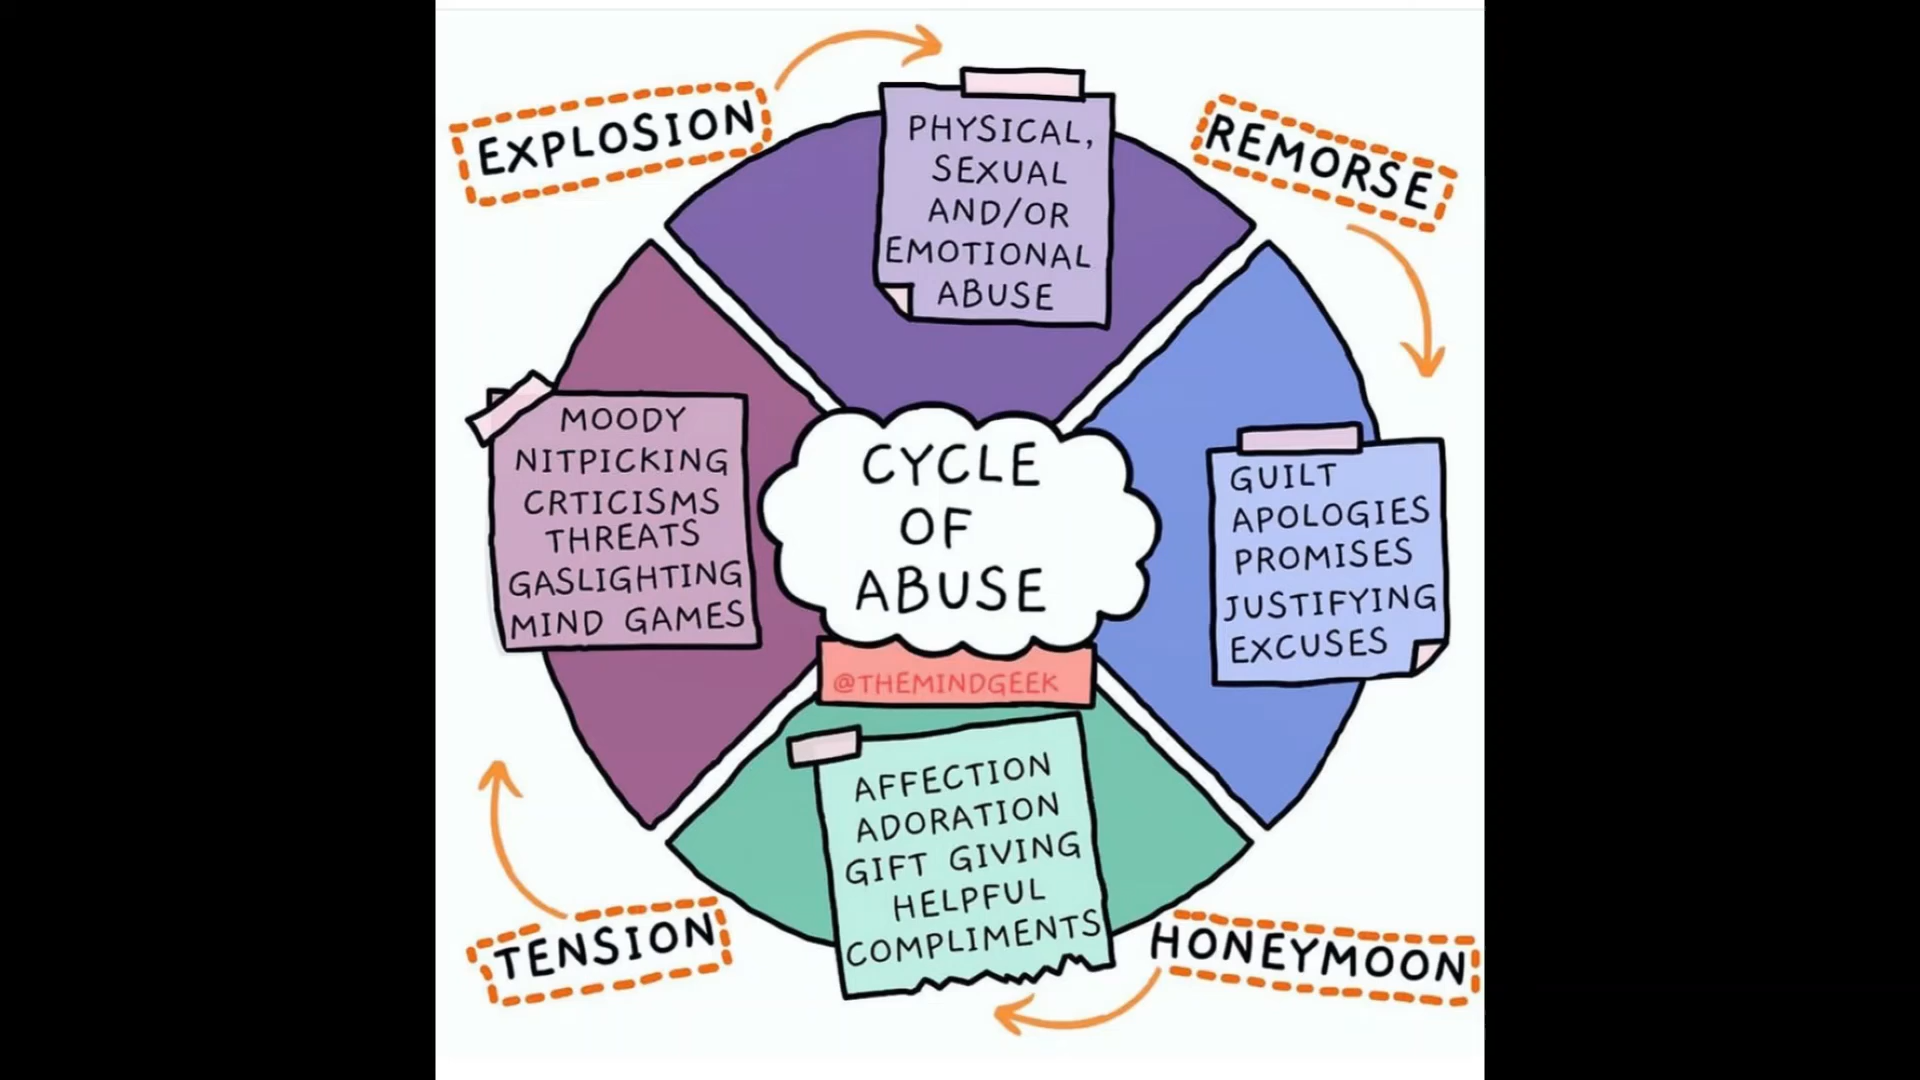 EXPLOSION
PHYSICAL,
SEXUAL
AND/OR
EMOTIONAL
ABUSE
REMORSE
GUILT
APOLOGIES
PROMISES
JUSTIFYING
EXCUSES
HONEYMOON
AFFECTION
ADORATION
GIFT GIVING
HELPFUL
COMPLIMENTS
TENSION
MOODY
NITPICKING
CRTICISMS
THREATS
GASLIGHTING
MIND GAMES
CYCLE
OF
ABUSE
@THEMINDGEEK